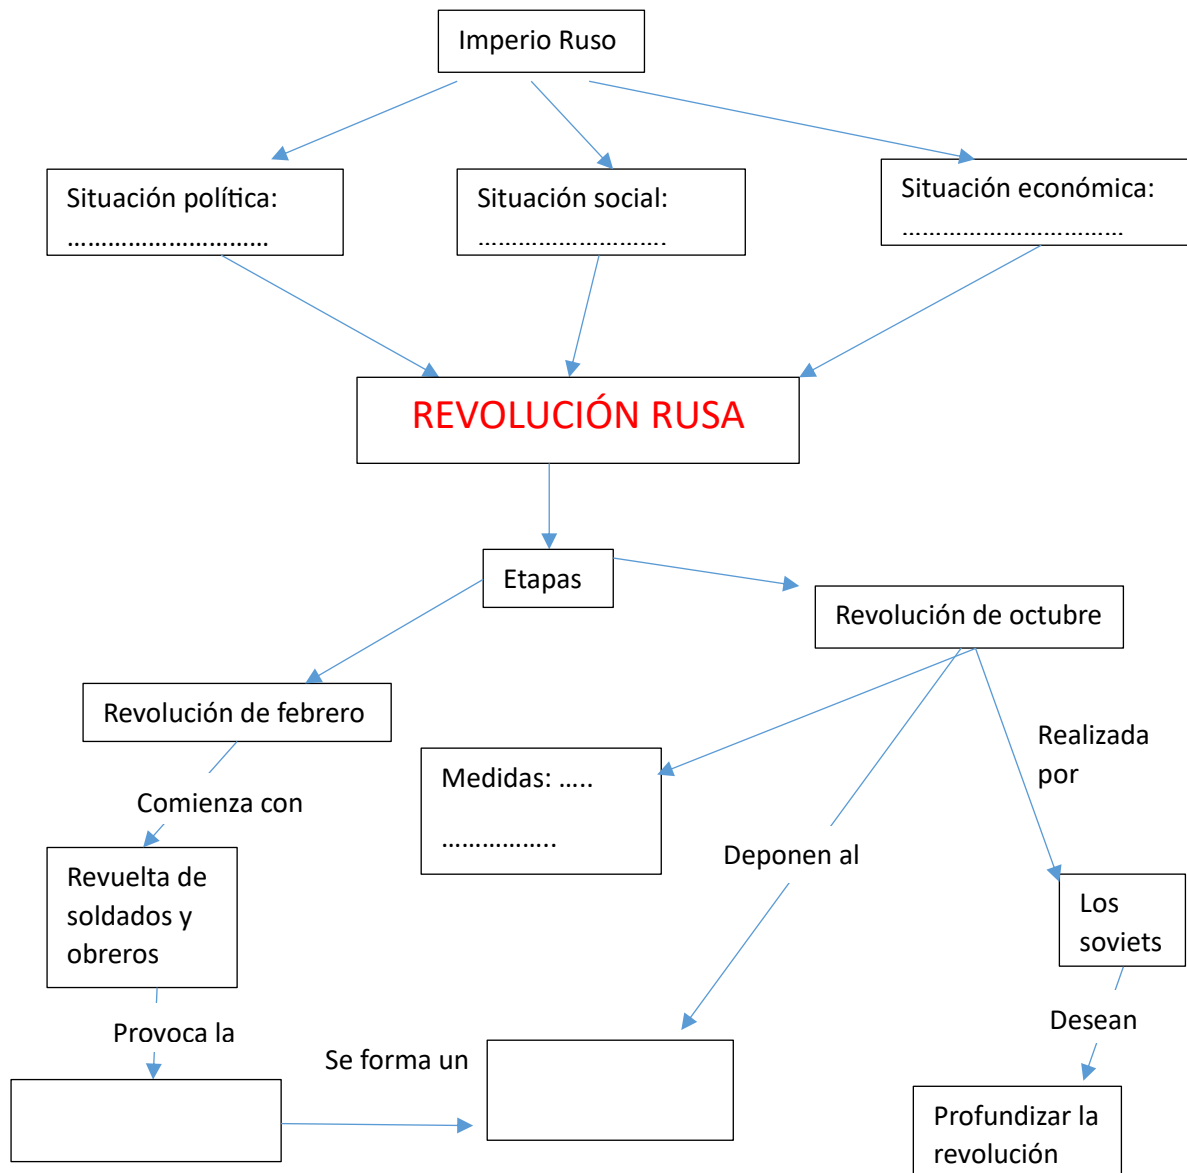 Imperio Ruso
Situación política:
..............................
Situación social:
............................
Situación económica:
.................................
REVOLUCIÓN RUSA
Etapas
Revolución de octubre
Revolución de febrero
Realizada
por
Medidas: .....
.................
Comienza con
Deponen al
Revuelta de
soldados y
obreros
Los
soviets
Provoca la
Desean
Se forma un
Profundizar la
revolución